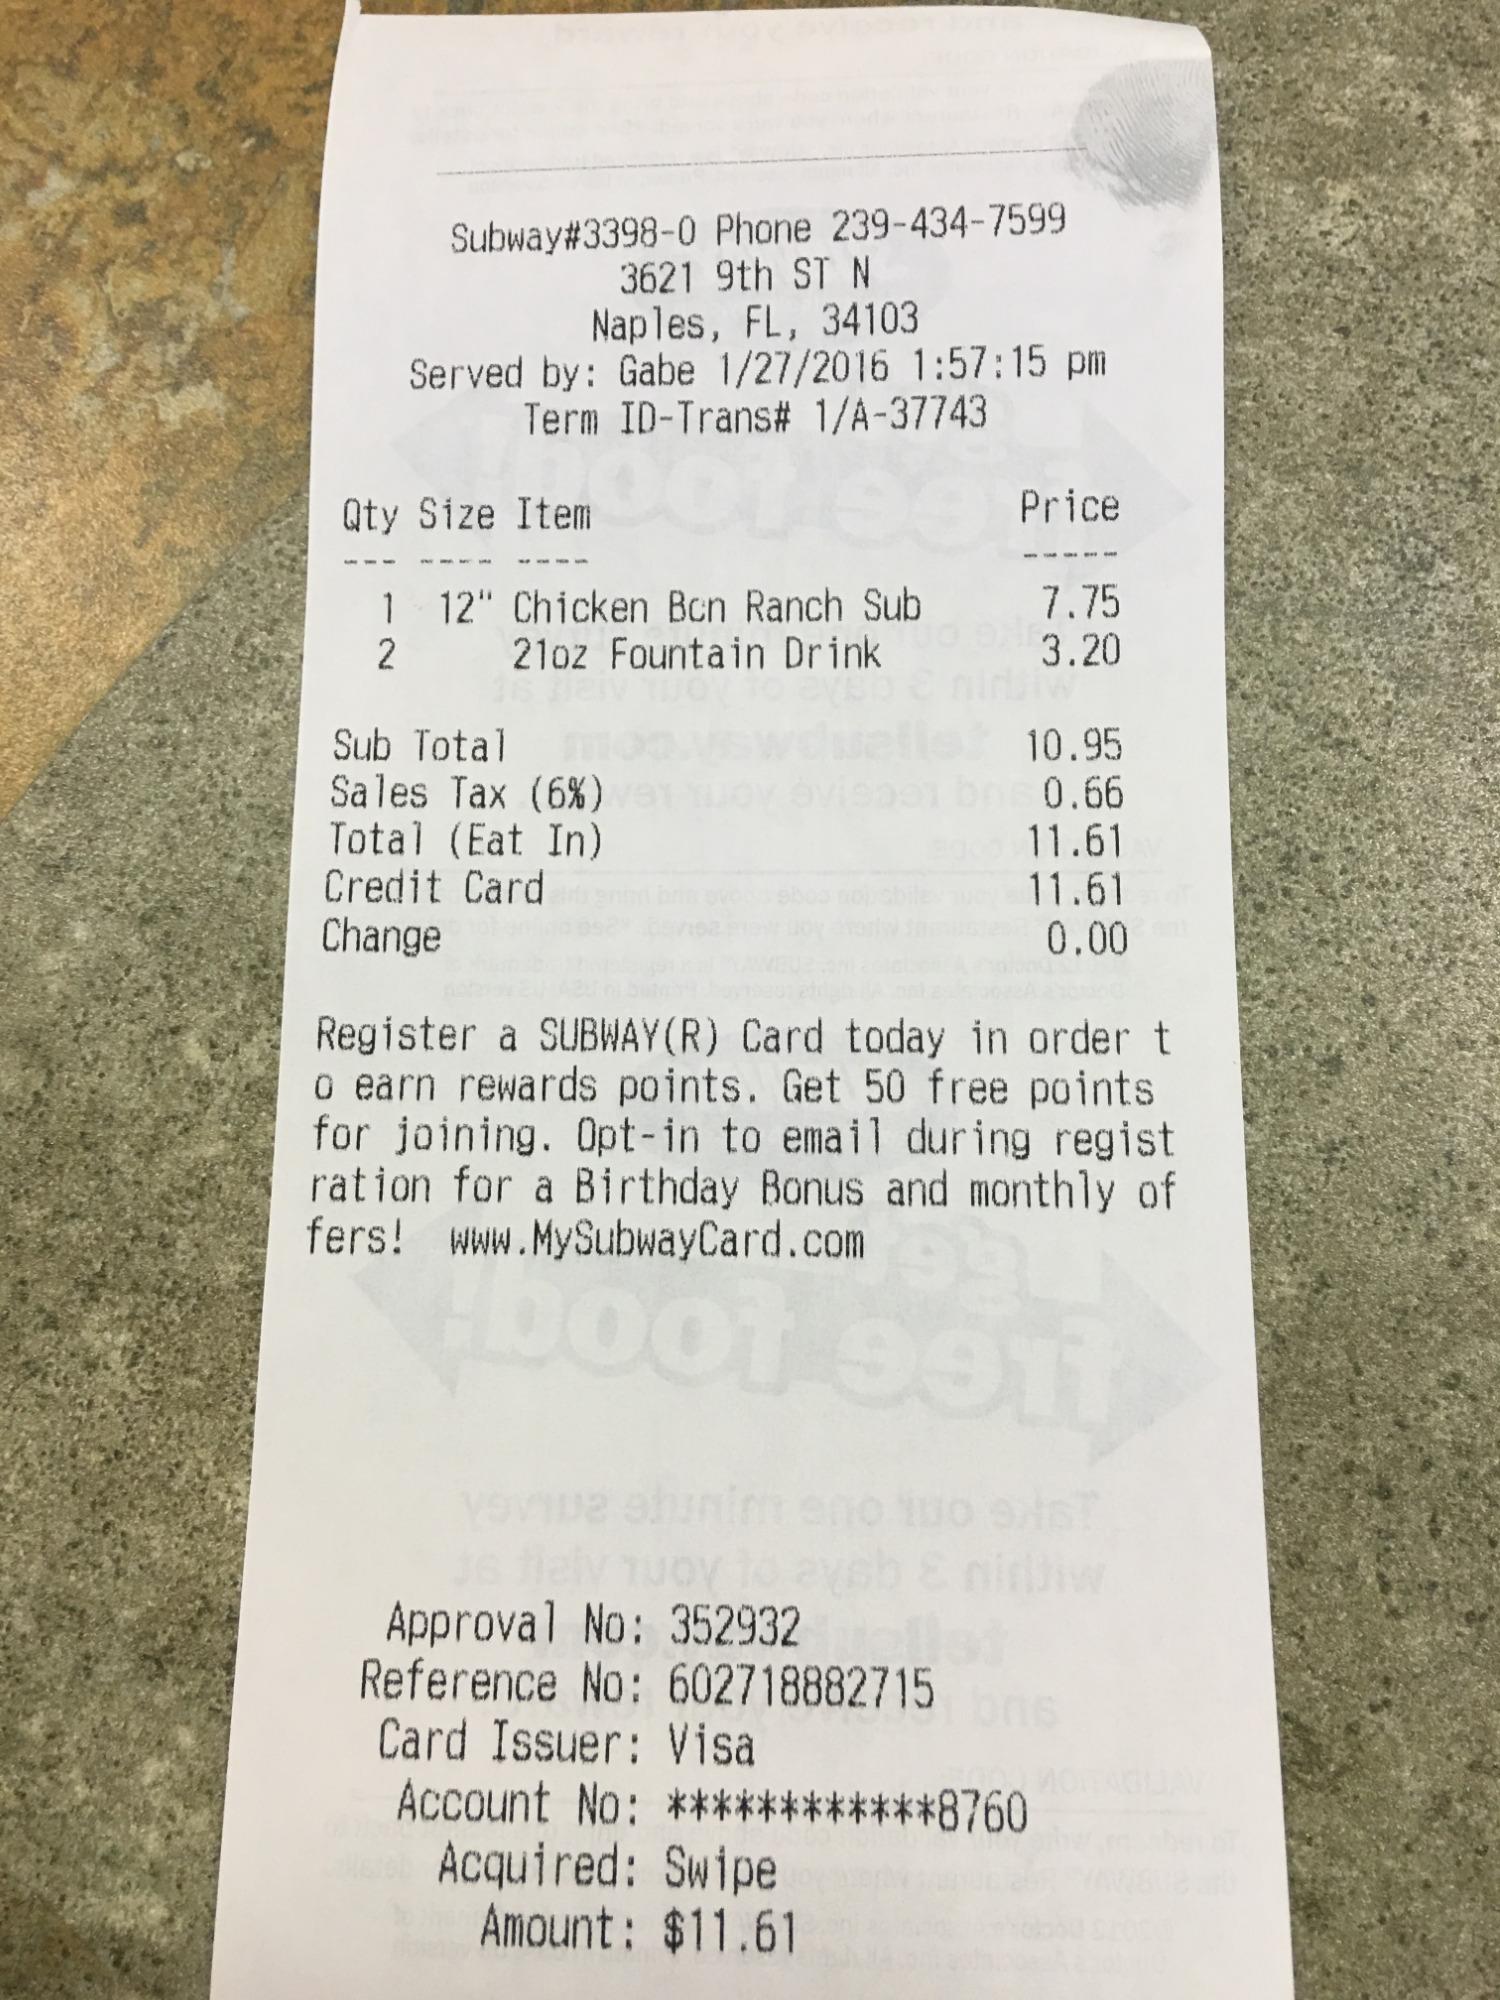 Subway#3398-0 Phone 239-434-7599
3621 9th ST N
Naples, FL, 34103
Served by: Gabe 1/27/2016 1:57:15 pm
Term ID-Trans# 1/A-37743
Qty Size Item Price
--- ---- ---- -----
1 12" Chicken Bcn Ranch Sub 7.75
2 21oz Fountain Drink 3.20
Sub Total 10.95
Sales Tax (6%) 0.66
Total (Eat In) 11.61
Credit Card 11.61
Change 0.00
Register a SUBWAY(R) Card today in order t
o earn rewards points. Get 50 free points
for joining. Opt-in to email during regist
ration for a Birthday Bonus and monthly of
fers! www.MySubwayCard.com
Approval No: 352932
Reference No: 602718882715
Card Issuer: Visa
Account No: ************8760
Acquired: Swipe
Amount: $11.61